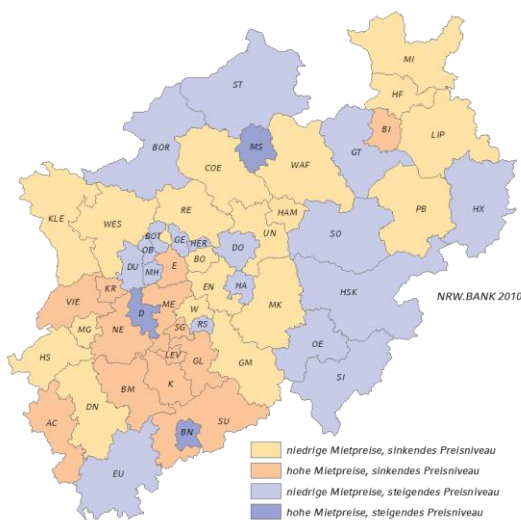 MI
ST
HF
BI
LIP
MS
GT
BOR
COE
WAF
KLE
WES
RE
HAM
PB
HX
BOT
GE
HER
UN
SO
OB
DO
DU
MH
E
BO
HA
EN
MK
HSK
NRW.BANK 2010
VIE
KR
D
ME
W
MG
NE
SG
RS
OE
HS
LEV
GL
GM
SI
BM
K
DN
AC
SU
BN
EU
niedrige Mietpreise, sinkendes Preisniveau
hohe Mietpreise, sinkendes Preisniveau
niedrige Mietpreise, steigendes Preisniveau
hohe Mietpreise, steigendes Preisniveau